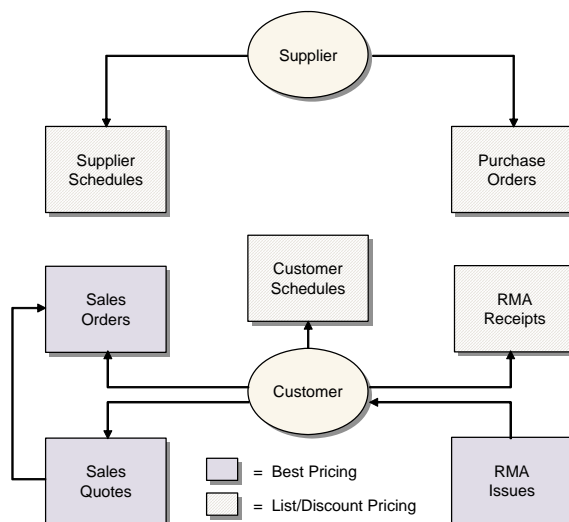 Supplier
Supplier
Schedules
Purchase
Orders
Customer
Schedules
Sales
Orders
RMA
Receipts
Customer
Sales
Quotes
= Best Pricing
= List/Discount Pricing
RMA
Issues